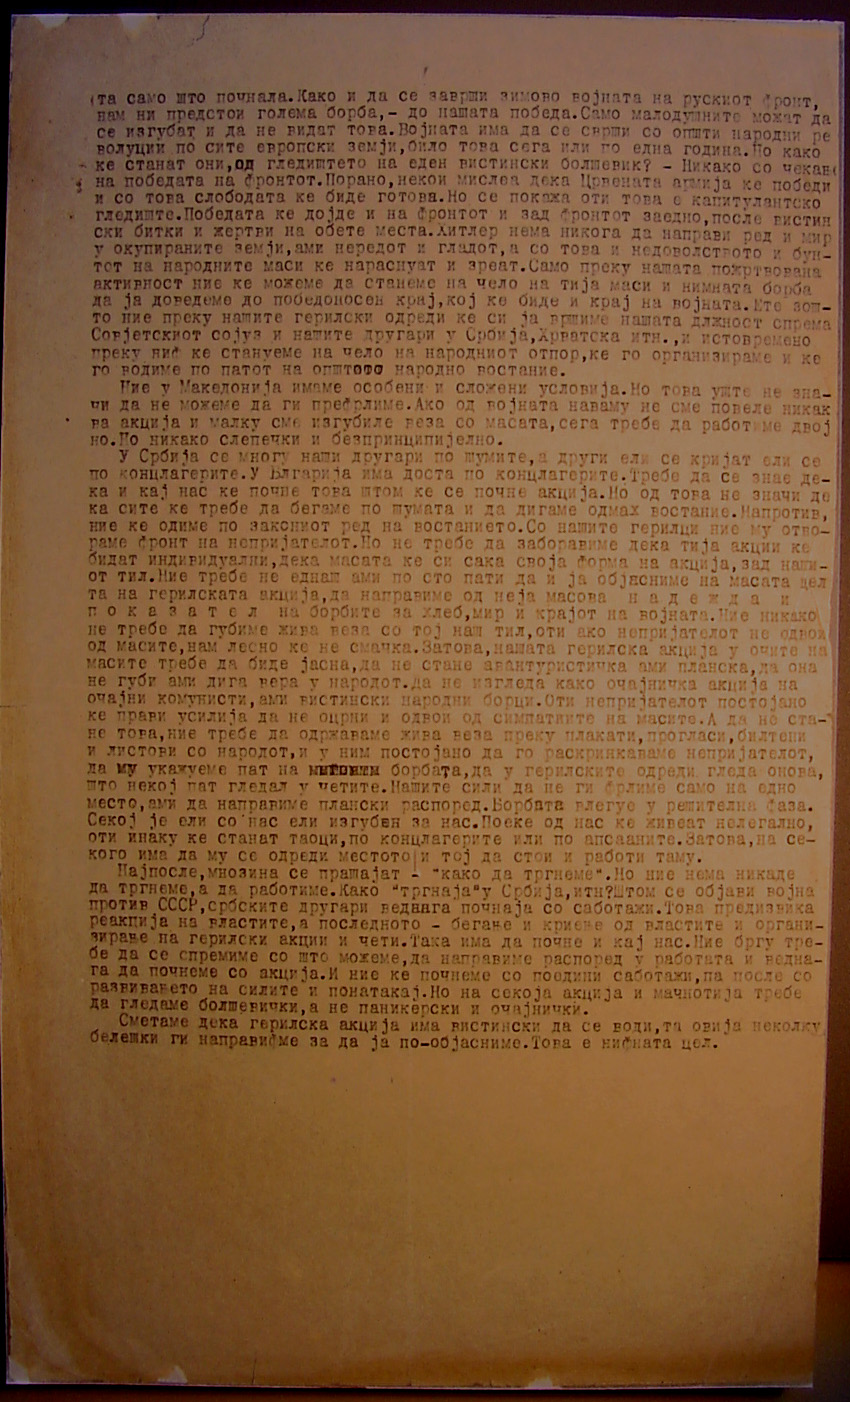 та само што почнала.Како и да се заврши зимово војната на рускиот фронт,
нам ни предстои голема борба,- до нашата победа.Само малодушните можат да
се изгубат и да не видат това.Војната има да се сврши со општи народни ре
волуции по сите европски земји,било това сега или по една година.Но како
ке станат они,од гледиштето на еден вистински болшевик? - Никако со чекањ
на победата на фронтот.Порано,некои мислеа дека Црвената армија ке победи
и со това слободата ке биде готова.Но се покажа оти това е капитулантско
гледиште.Победата ке дојде и на фронтот и зад фронтот заедно,после вистин
ски битки и жертви на обете места.Хитлер нема никога да направи ред и мир
у окупираните земји,ами нередот и гладот,а со това и недоволството и бун-
тот на народните маси ке нараснуат и зреат.Само преку нашата пожртвована
активност ние ке можеме да станеме на чело на тија маси и нимната борба
да ја доведеме до победоносен крај,кој ке биде и крај на војната.Ете зош-
то ние преку нашите герилски одреди ке си ја вршиме нашата длжност спрема
Совјетскиот сојуз и нашите другари у Србија,Хрватска итн.,и истовремено
преку ниф ке стануеме на чело на народниот отпор,ке го организираме и ке
го водиме по патот на општото народно востание.
Ние у Македонија имаме особени и сложени условија.Но това уште не зна-
чи да не можеме да ги префрлиме.Ако од војната наваму не сме повеле никак
ва акција и малку сме изгубиле веза со масата,сега требе да работиме двој
но.Но никако слепечки и безпринципијелно.
У Србија се многу наши другари по шумите,а други ели се кријат ели се
по концлагерите.У Блгарија има доста по концлагерите.Требе да се знае де-
ка и кај нас ке почне това штом ке се почне акција.Но од това не значи де
ка сите ке требе да бегаме по шумата и да дигаме одмах востание.Напротив,
ние ке одиме по закониот ред на востанието.Со нашите герилци ние му отво-
раме фронт на непријателот.Но не требе да заборавиме дека тија акции ке
бидат индивидуални,дека масата ке си сака своја форма на акција,зад наши-
от тил.Ние требе не еднаш ами по сто пати да и ја објасниме на масата цел
та на герилската акција,да направиме од неја масова н а д е ж д а и
п о к а з а т е л на борбите за хлеб,мир и крајот на војната.Ние никако
не требе да губиме жива веза со тој наш тил,оти ако непријателот не одвои
од масите,нам лесно ке не смачка.Затова,нашата герилска акција у очите на
масите требе да биде јасна,да не стане авантуристичка ами планска,да она
не губи ами дига вера у народот.Да не изгледа како очајничка акција на
очајни комунисти,ами вистински народни борци.Оти непријателот постојано
ке прави усилија да не оцрни и одвои од симпатиите на масите.А да не ста-
не това,ние требе да одржаваме жива веза преку плакати,прогласи,билтени
и листови со народот,и у ним постојано да го раскринкаваме непријателот,
да му укажуеме пат на борбата,да у герилските одреди гледа онова,
што некој пат гледал у четите.Нашите сили да не ги фрлиме само на едно
место,ами да направиме плански распоред.Борбата влегуе у решителна фаза.
Секој је ели со нас ели изгубен за нас.Поеке од нас ке живеат нелегално,
оти инаку ке станат таоци,по концлагерите или по апсаните.Затова,на се-
кого има да му се одреди местото и тој да стои и работи таму.
Најпосле,мнозина се прашајат - "како да тргнеме".Но ние нема никаде
да тргнеме,а да работиме.Како "тргнаја"у Србија,итн?Штом се објави војна
против СССР,србските другари веднага почнаја со саботажи.Това предизвика
реакција на властите,а последното - бегање и криење од властите и органи-
зирање на герилски акции и чети.Така има да почне и кај нас.Ние бргу тре-
бе да се спремиме со што можеме,да направиме распоред у работата и ведна-
га да почнеме со акција.И ние ке почнеме со поедини саботажи,па после со
развивањето на силите и понатакај.Но на секоја акција и мачнотија требе
да гледаме болшевички,а не паникерски и очајнички.
Сметаме дека герилска акција има вистински да се води,та овија неколку
белешки ги направифме за да ја по-објасниме.Това е нифната цел.